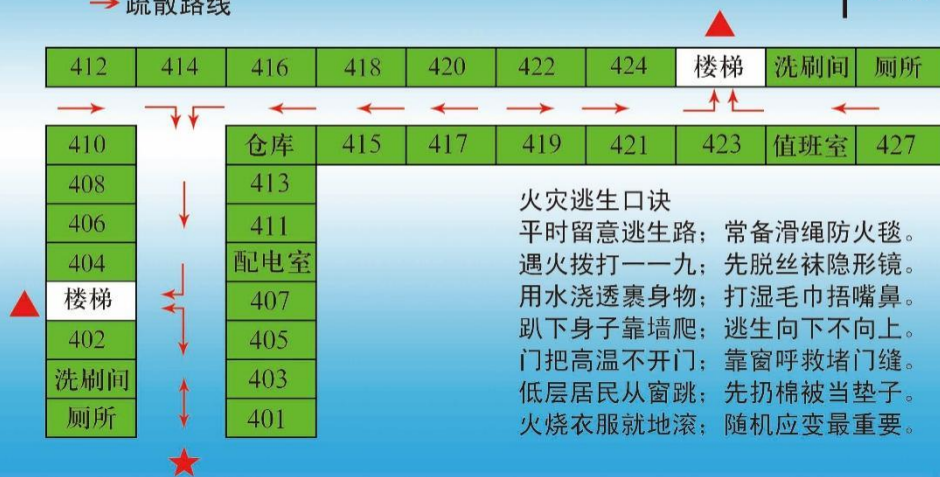 疏散路线
412 414 416 418 420 422 424 楼梯 洗刷间 厕所
410 仓库 415 417 419 421 423 值班室 427
408 413
406 411
404 配电室
楼梯 407
402 405
洗刷间 403
厕所 401
火灾逃生口诀
平时留意逃生路；常备滑绳防火毯。
遇火拨打一一九；先脱丝袜隐形镜。
用水浇透裹身物；打湿毛巾捂嘴鼻。
趴下身子靠墙爬；逃生向下不向上。
门把高温不开门；靠窗呼救堵门缝。
低层居民从窗跳；先扔棉被当垫子。
火烧衣服就地滚；随机应变最重要。